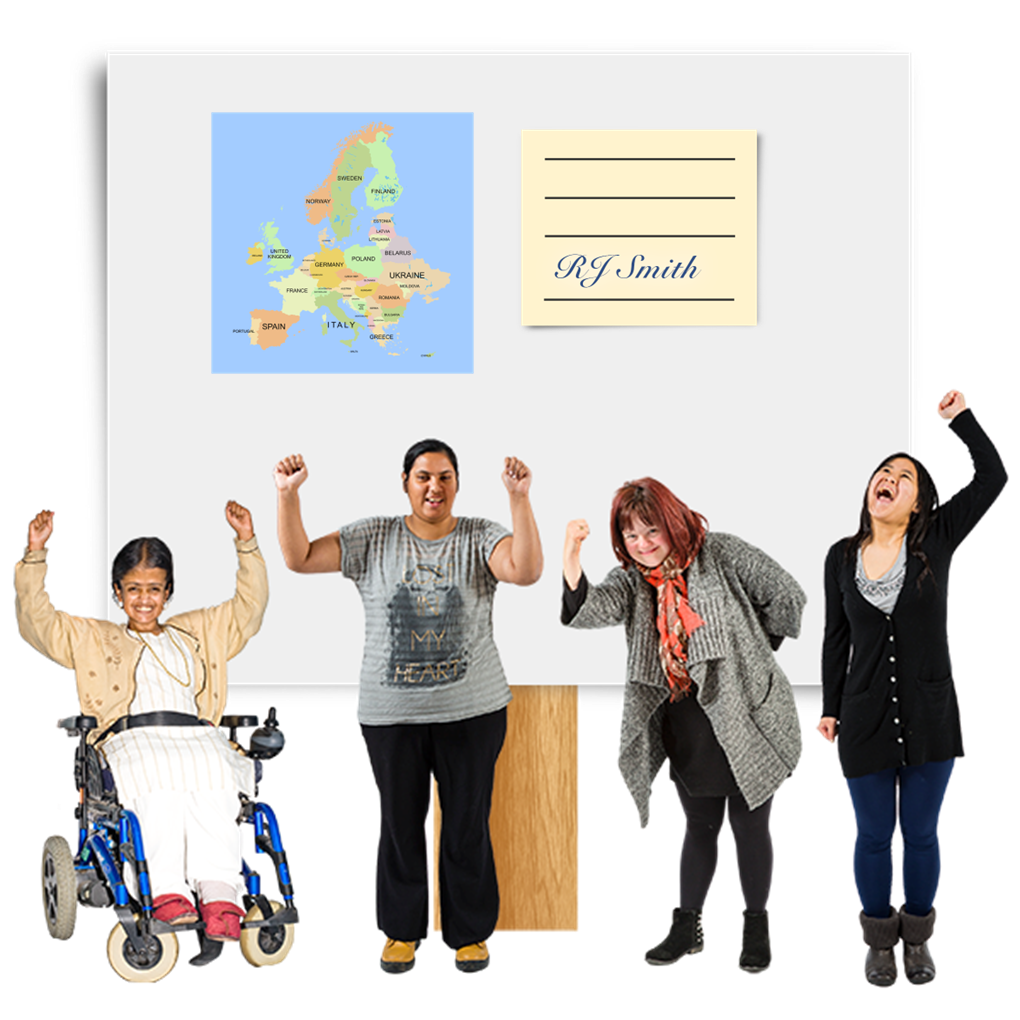 SWEDEN
FINLAND
NORWAY
ESTONIA
LATVIA
LITHUANIA
UNITED
KINGDOM
BELARUS
POLAND
GERMANY
UKRAINE
MOLDOVA
FRANCE
ROMANIA
BULGARIA
SPAIN
PORTUGAL
ITALY
GREECE
RJ Smith
MY
HEART